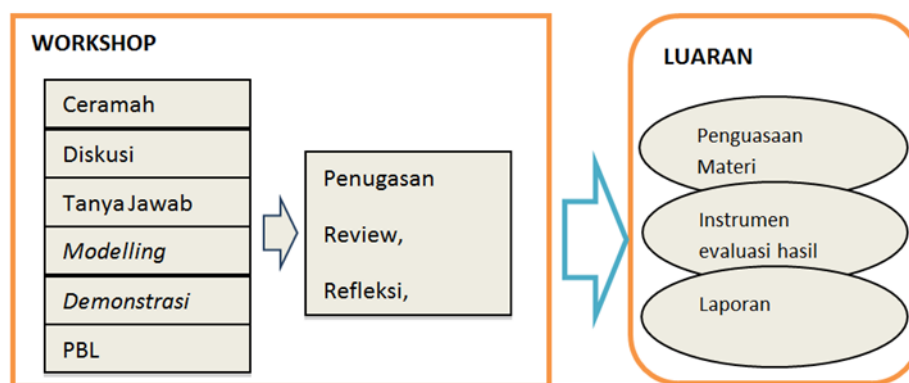 WORKSHOP
Ceramah
Diskusi
Tanya Jawab
Modelling
Demonstrasi
PBL
Penugasan
Review,
Refleksi,
LUARAN
Penguasaan
Materi
Instrumen
evaluasi hasil
Laporan